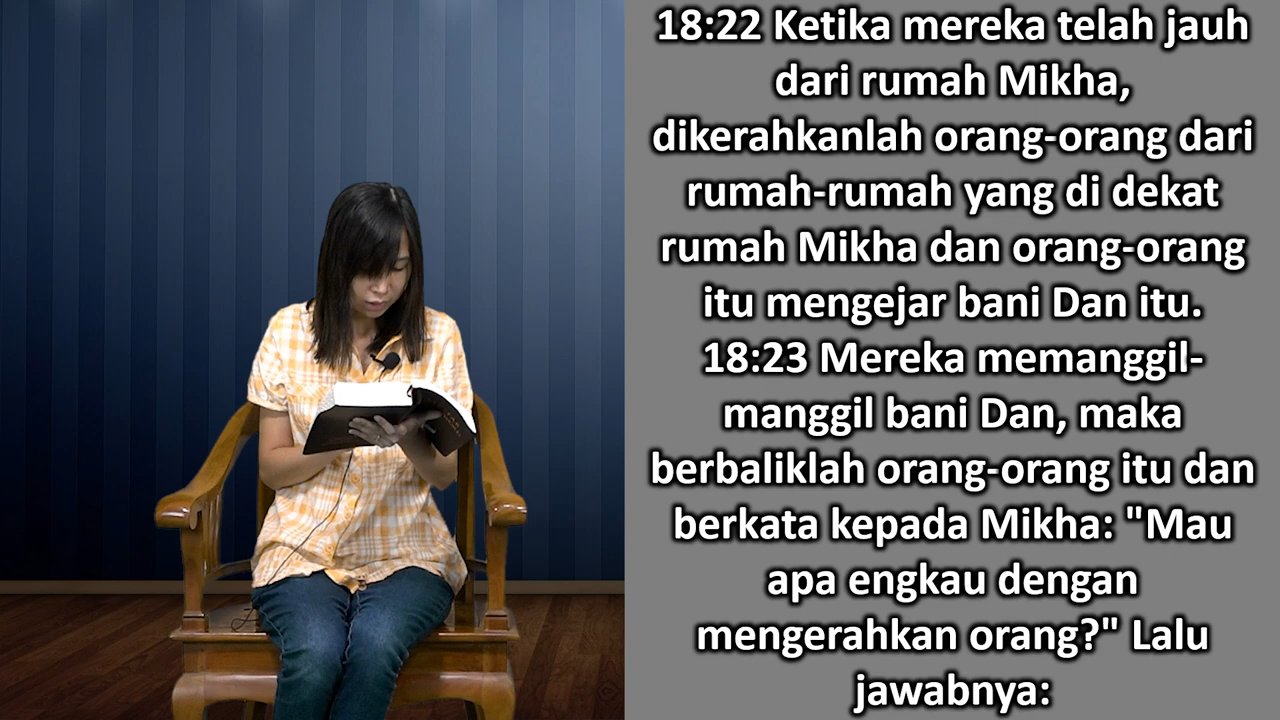 18:22 Ketika mereka telah jauh
dari rumah Mikha,
dikerahkanlah orang-orang dari
rumah-rumah yang di dekat
rumah Mikha dan orang-orang
itu mengejar bani Dan itu.
18:23 Mereka memanggil-
manggil bani Dan, maka
berbaliklah orang-orang itu dan
berkata kepada Mikha: "Mau
apa engkau dengan
mengerahkan orang?" Lalu
jawabnya: